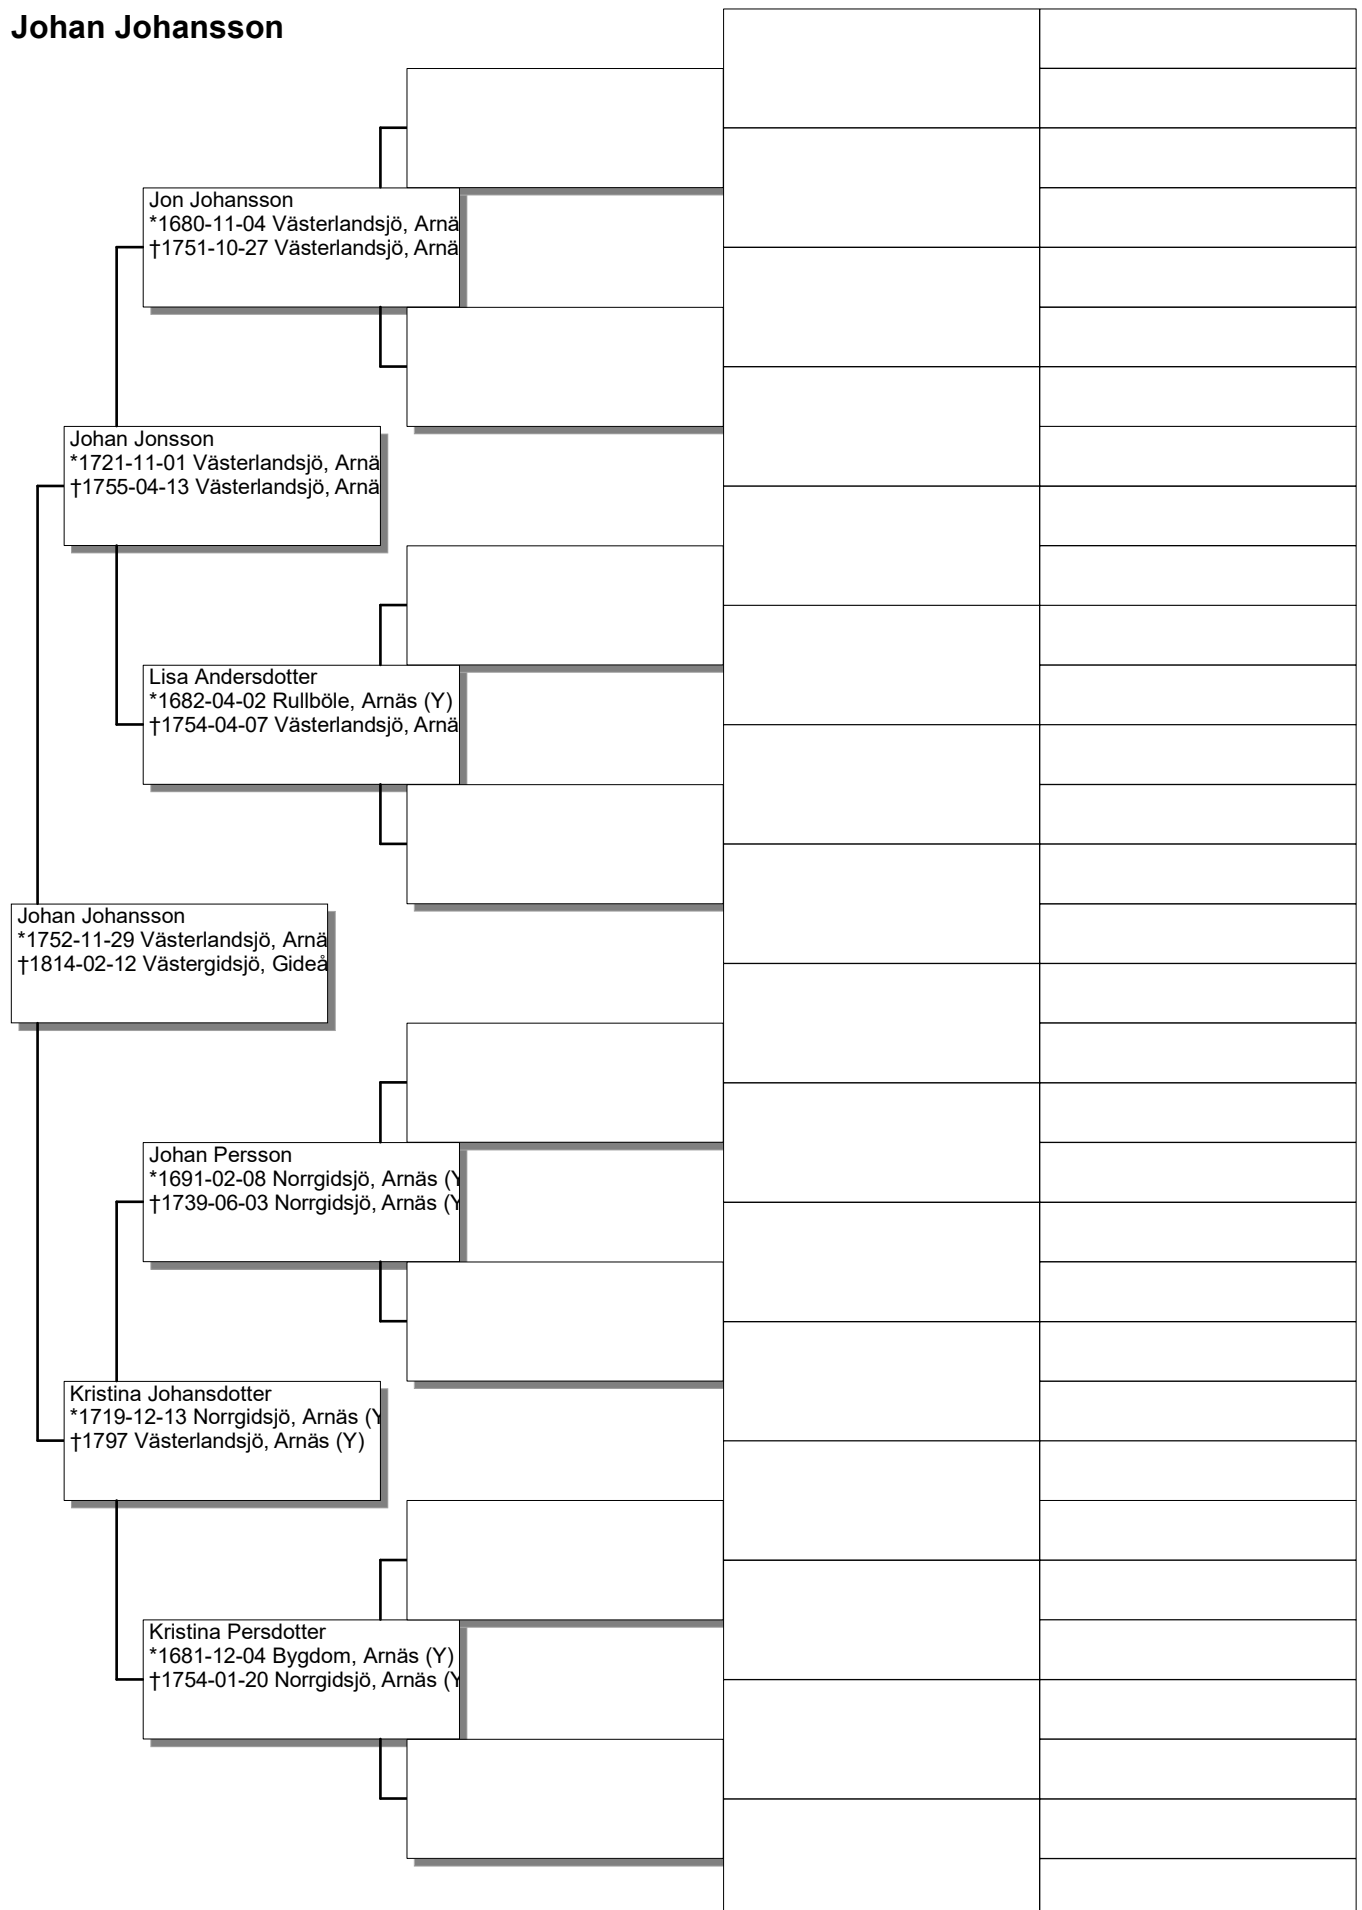 Johan Johansson
Jon Johansson
*1680-11-04 Västerlandsjö, Arnä
†1751-10-27 Västerlandsjö, Arnä
Johan Jonsson
*1721-11-01 Västerlandsjö, Arnä
†1755-04-13 Västerlandsjö, Arnä
Lisa Andersdotter
*1682-04-02 Rullböle, Arnäs (Y)
†1754-04-07 Västerlandsjö, Arnä
Johan Johansson
*1752-11-29 Västerlandsjö, Arnä
†1814-02-12 Västergidsjö, Gideå
Johan Persson
*1691-02-08 Norrgidsjö, Arnäs (Y
†1739-06-03 Norrgidsjö, Arnäs (Y
Kristina Johansdotter
*1719-12-13 Norrgidsjö, Arnäs (Y
†1797 Västerlandsjö, Arnäs (Y)
Kristina Persdotter
*1681-12-04 Bygdom, Arnäs (Y)
†1754-01-20 Norrgidsjö, Arnäs (Y